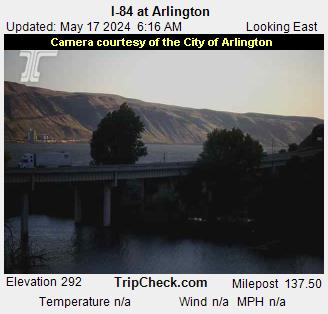 I-84 at Arlington
Updated: May 17 2024 6:16 AM Looking East
Camera courtesy of the City of Arlington
Elevation 292 TripCheck.com Milepost 137.50
Temperature n/a Wind n/a MPH n/a